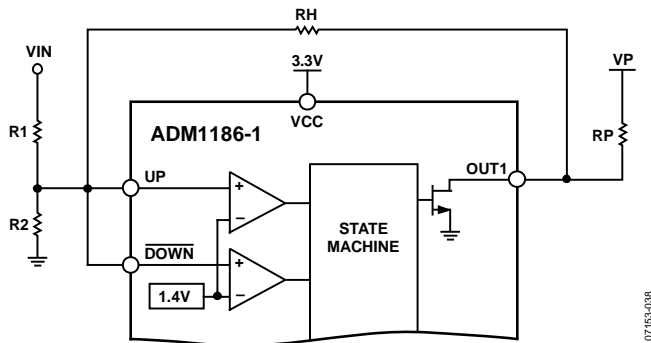 RH
VIN
3.3V
VP
VCC
R1
ADM1186-1
RP
UP
OUT1
+
−
R2
STATE
MACHINE
DOWN
+
1.4V
−
07153-038